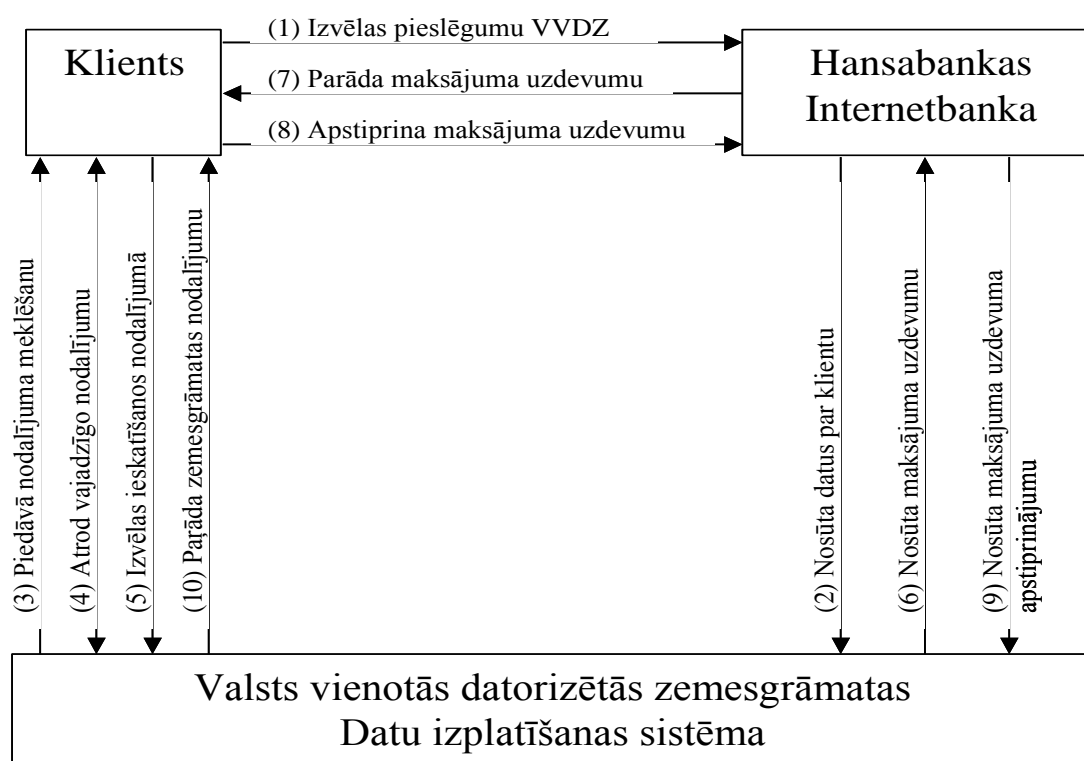 (1) Izvēlas pieslēgumu VVDZ
Klients
(7) Parāda maksājuma uzdevumu
(8) Apstiprina maksājuma uzdevumu
Hansabankas
Internetbanka
(3) Piedāvā nodalījuma meklēšanu
(4) Atrod vajadzīgo nodalījumu
(5) Izvēlas ieskatīšanos nodalījumā
(10) Parāda zemesgrāmatas nodalījumu
(2) Nosūta datus par klientu
(6) Nosūta maksājuma uzdevumu
(9) Nosūta maksājuma uzdevuma
apstiprinājumu
Valsts vienotās datorizētās zemesgrāmatas
Datu izplatīšanas sistēma